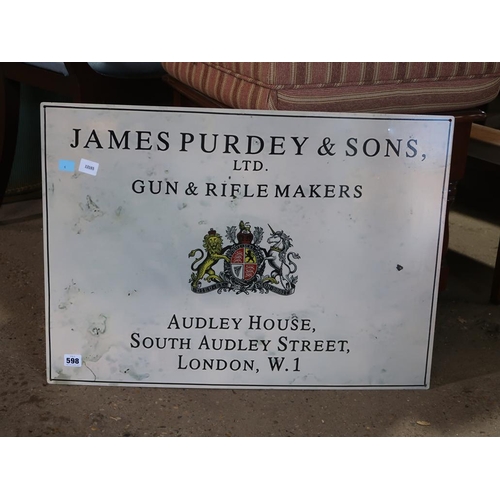 JAMES PURDEY & SONS,
LTD.
GUN & RIFLE MAKERS
AUDLEY HOUSE,
SOUTH AUDLEY STREET,
LONDON, W.1
598